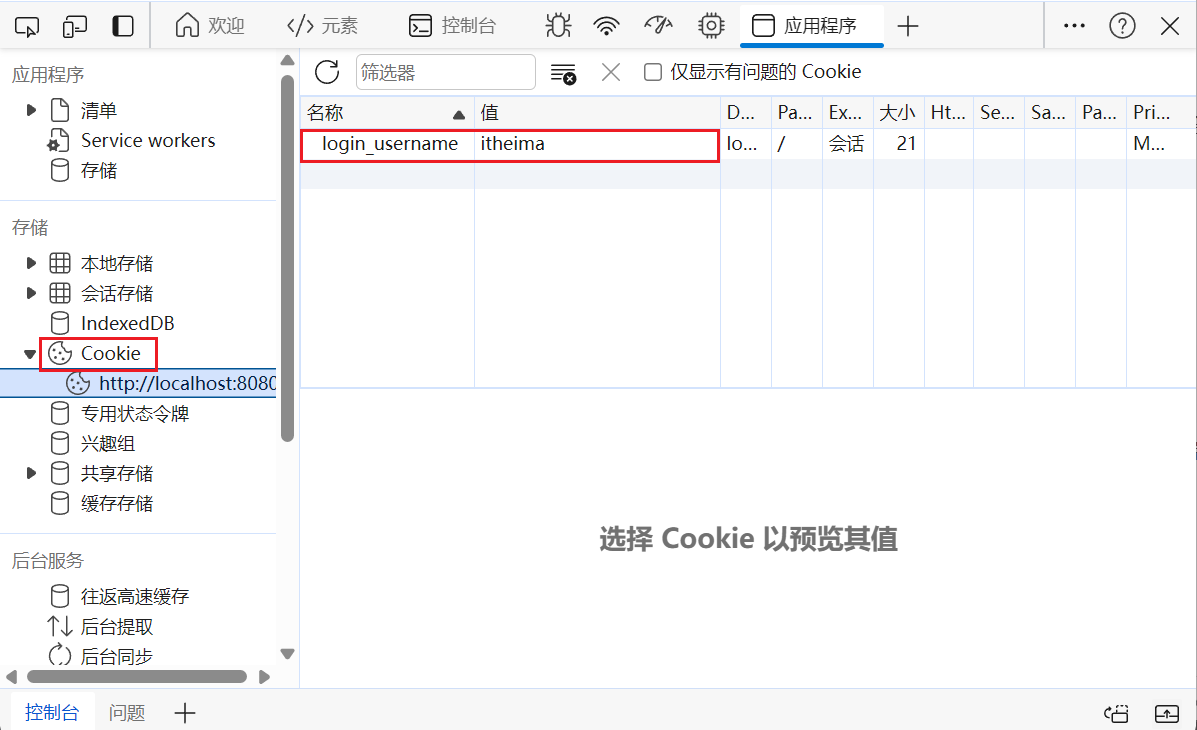 欢迎 元素 控制台 应用程序
应用程序
清单
Service workers
存储
存储
本地存储
会话存储
IndexedDB
Cookie
http://localhost:8080
专用状态令牌
兴趣组
共享存储
缓存存储
后台服务
往返高速缓存
后台提取
后台同步
筛选器 仅显示有问题的 Cookie
名称 值 D... Pa... Ex... 大小 Ht... Se... Sa... Pa... Pri...
login_username itheima lo... / 会话 21 M...
选择 Cookie 以预览其值
控制台 问题